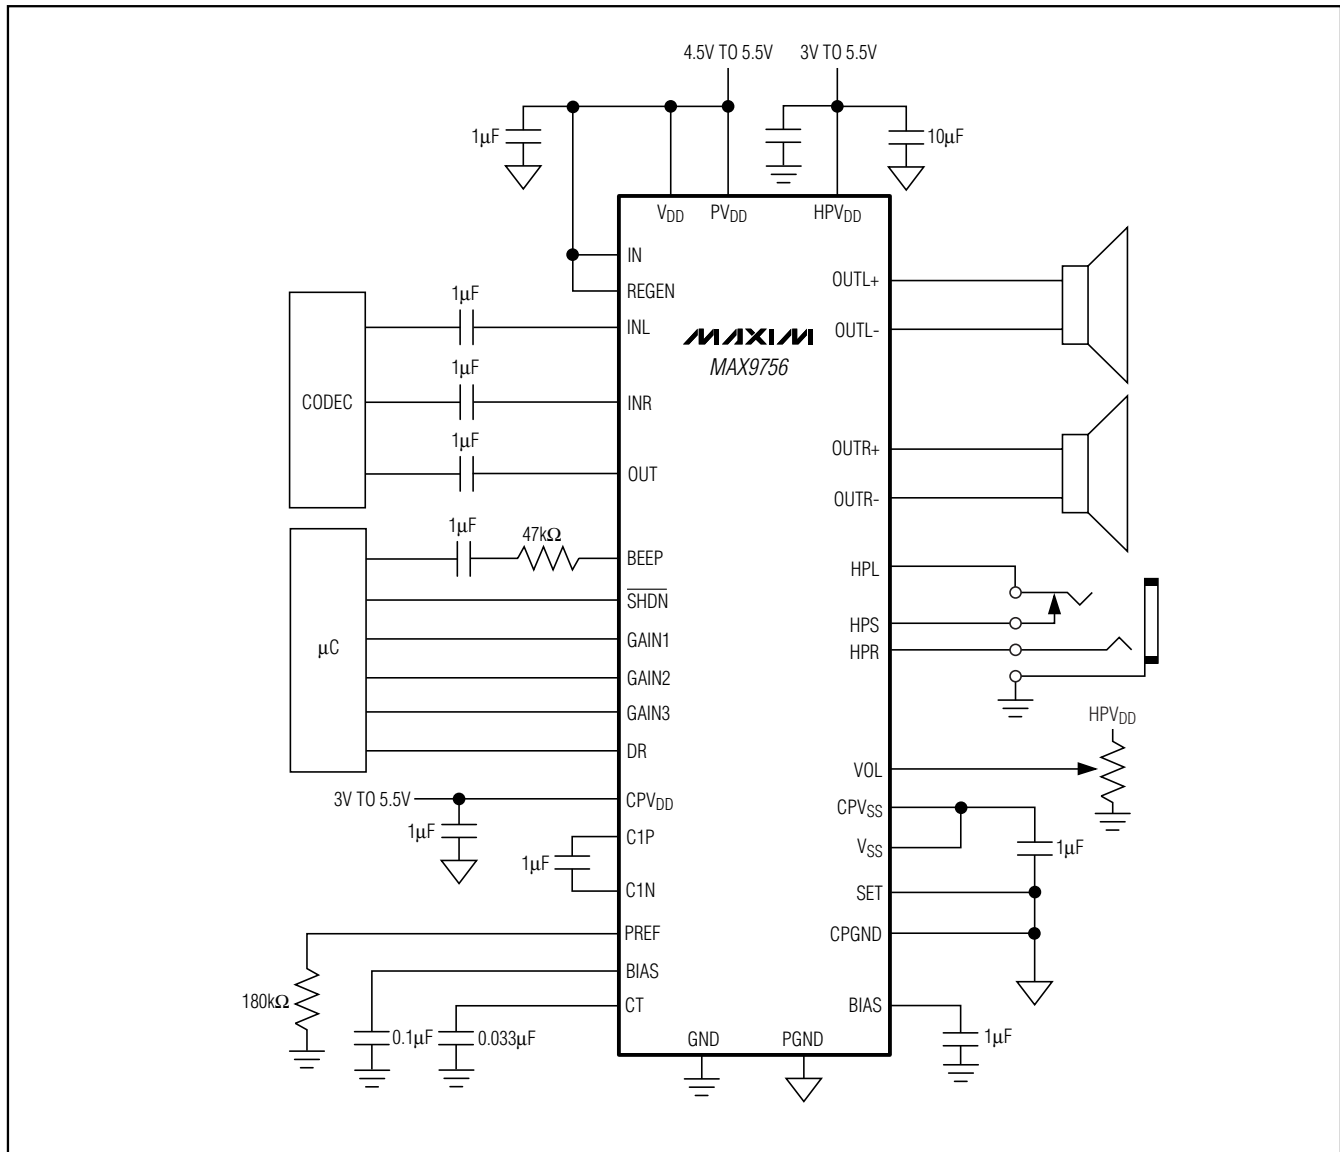 4.5V TO 5.5V 3V TO 5.5V
1µF 10µF
VDD PVDD HPVDD
IN
REGEN
OUTL+
OUTL-
MAXIM
MAX9756
CODEC
1µF
INL
1µF
INR
1µF
OUT
OUTR+
OUTR-
µC
1µF 47kΩ BEEP
SHDN
GAIN1
GAIN2
GAIN3
DR
HPL
HPS
HPR
HPVDD
VOL
3V TO 5.5V CPVDD
1µF
C1P
1µF
C1N
CPVSS
VSS
1µF
SET
CPGND
PREF
180kΩ
BIAS
0.1µF
CT
0.033µF
BIAS
1µF
GND PGND